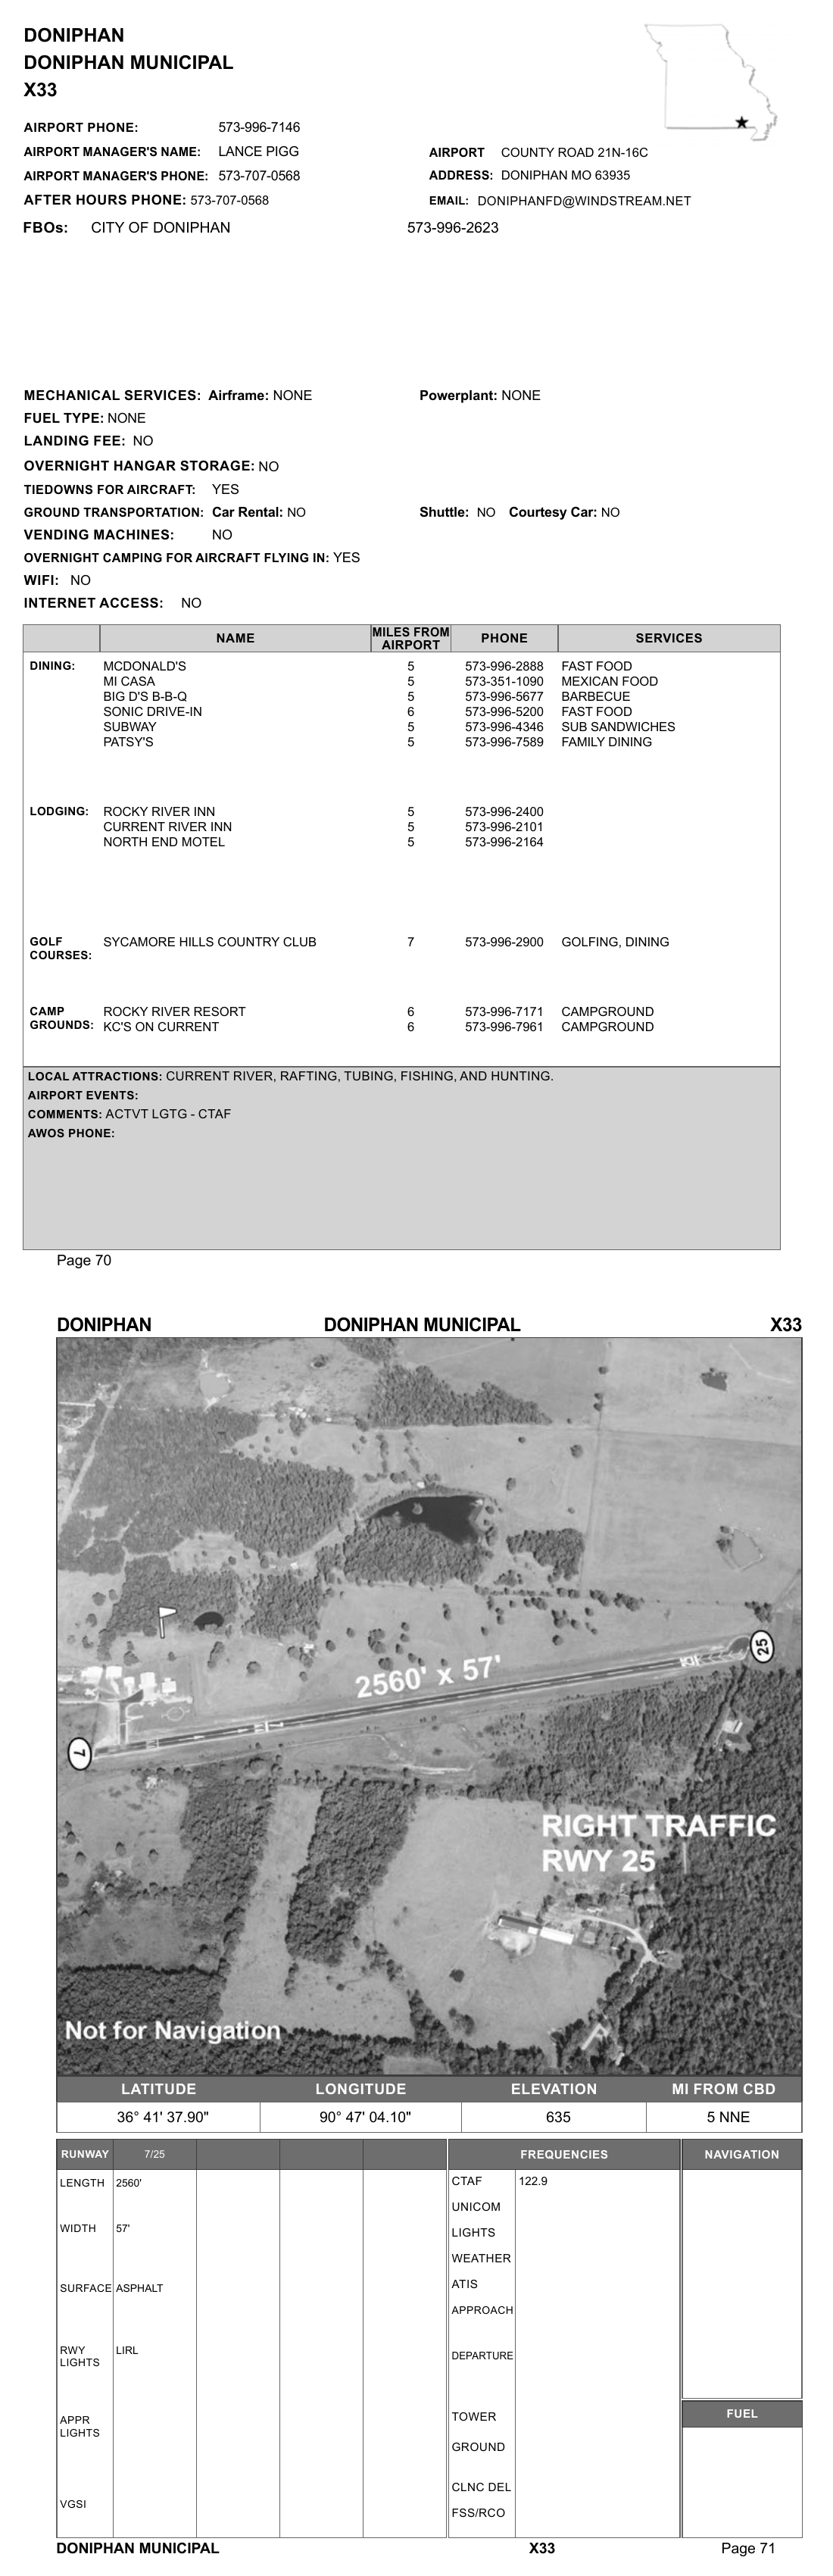 DONIPHAN
DONIPHAN MUNICIPAL
X33
AIRPORT PHONE: 573-996-7146
AIRPORT MANAGER'S NAME: LANCE PIGG
AIRPORT COUNTY ROAD 21N-16C
AIRPORT MANAGER'S PHONE: 573-707-0568
ADDRESS: DONIPHAN MO 63935
AFTER HOURS PHONE: 573-707-0568
EMAIL: DONIPHANFD@WINDSTREAM.NET
FBOs: CITY OF DONIPHAN 573-996-2623
MECHANICAL SERVICES: Airframe: NONE Powerplant: NONE
FUEL TYPE: NONE
LANDING FEE: NO
OVERNIGHT HANGAR STORAGE: NO
TIEDOWNS FOR AIRCRAFT: YES
GROUND TRANSPORTATION: Car Rental: NO Shuttle: NO Courtesy Car: NO
VENDING MACHINES: NO
OVERNIGHT CAMPING FOR AIRCRAFT FLYING IN: YES
WIFI: NO
INTERNET ACCESS: NO
NAME MILES FROM AIRPORT PHONE SERVICES
DINING: MCDONALD'S 5 573-996-2888 FAST FOOD
MI CASA 5 573-351-1090 MEXICAN FOOD
BIG D'S B-B-Q 5 573-996-5677 BARBECUE
SONIC DRIVE-IN 6 573-996-5200 FAST FOOD
SUBWAY 5 573-996-4346 SUB SANDWICHES
PATSY'S 5 573-996-7589 FAMILY DINING
LODGING: ROCKY RIVER INN 5 573-996-2400
CURRENT RIVER INN 5 573-996-2101
NORTH END MOTEL 5 573-996-2164
GOLF COURSES: SYCAMORE HILLS COUNTRY CLUB 7 573-996-2900 GOLFING, DINING
CAMP GROUNDS: ROCKY RIVER RESORT 6 573-996-7171 CAMPGROUND
KC'S ON CURRENT 6 573-996-7961 CAMPGROUND
LOCAL ATTRACTIONS: CURRENT RIVER, RAFTING, TUBING, FISHING, AND HUNTING.
AIRPORT EVENTS:
COMMENTS: ACTVT LGTG - CTAF
AWOS PHONE:
Page 70
DONIPHAN DONIPHAN MUNICIPAL X33
25
2560' x 57'
7
RIGHT TRAFFIC
RWY 25
Not for Navigation
LATITUDE LONGITUDE ELEVATION MI FROM CBD
36° 41' 37.90" 90° 47' 04.10" 635 5 NNE
RUNWAY 7/25
LENGTH 2560'
WIDTH 57'
SURFACE ASPHALT
RWY LIGHTS LIRL
APPR LIGHTS
VGSI
FREQUENCIES
CTAF 122.9
UNICOM
LIGHTS
WEATHER
ATIS
APPROACH
DEPARTURE
TOWER
GROUND
CLNC DEL
FSS/RCO
NAVIGATION
FUEL
DONIPHAN MUNICIPAL X33 Page 71